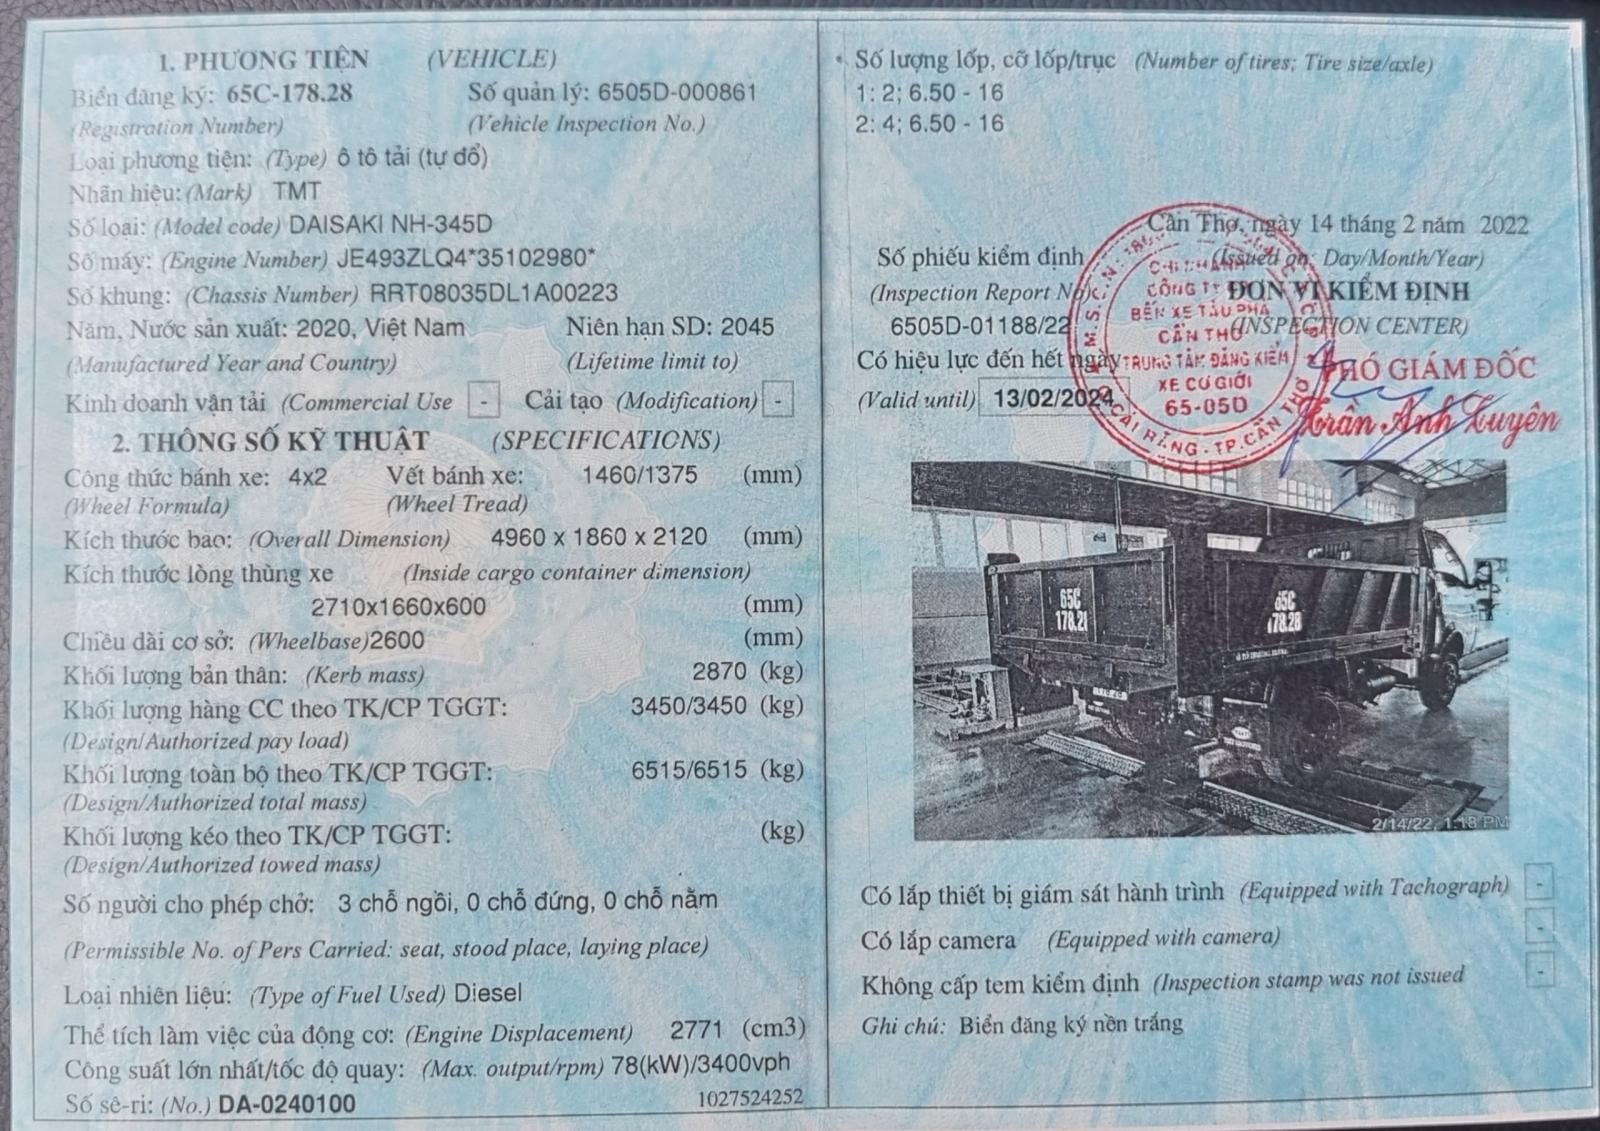 1. PHƯƠNG TIỆN (VEHICLE)
Biển đăng ký: 65C-178.28 Số quản lý: 6505D-000861
(Registration Number) (Vehicle Inspection No.)
Loại phương tiện: (Type) ô tô tải (tự đổ)
Nhãn hiệu: (Mark) TMT
Số loại: (Model code) DAISAKI NH-345D
Số máy: (Engine Number) JE493ZLQ4*35102980*
Số khung: (Chassis Number) RRT08035DL1A00223
Năm, Nước sản xuất: 2020, Việt Nam Niên hạn SD: 2045
(Manufactured Year and Country) (Lifetime limit to)
Kinh doanh vận tải (Commercial Use - Cải tạo (Modification) -
2. THÔNG SỐ KỸ THUẬT (SPECIFICATIONS)
Công thức bánh xe: 4x2 Vết bánh xe: 1460/1375 (mm)
(Wheel Formula) (Wheel Tread)
Kích thước bao: (Overall Dimension) 4960 x 1860 x 2120 (mm)
Kích thước lòng thùng xe (Inside cargo container dimension)
2710x1660x600 (mm)
Chiều dài cơ sở: (Wheelbase)2600 (mm)
Khối lượng bản thân: (Kerb mass) 2870 (kg)
Khối lượng hàng CC theo TK/CP TGGT: 3450/3450 (kg)
(Design/Authorized pay load)
Khối lượng toàn bộ theo TK/CP TGGT: 6515/6515 (kg)
(Design/Authorized total mass)
Khối lượng kéo theo TK/CP TGGT: (kg)
(Design/Authorized towed mass)
Số người cho phép chở: 3 chỗ ngồi, 0 chỗ đứng, 0 chỗ nằm
(Permissible No. of Pers Carried: seat, stood place, laying place)
Loại nhiên liệu: (Type of Fuel Used) Diesel
Thể tích làm việc của động cơ: (Engine Displacement) 2771 (cm3)
Công suất lớn nhất/tốc độ quay: (Max. output/rpm) 78(kW)/3400vph
Số sê-ri: (No.) DA-0240100 1027524252
Số lượng lốp, cỡ lốp/trục (Number of tires; Tire size/axle)
1: 2; 6.50 - 16
2: 4; 6.50 - 16
Cần Thơ, ngày 14 tháng 2 năm 2022
Số phiếu kiểm định (Issued on: Day/Month/Year)
(Inspection Report No) ĐƠN VỊ KIỂM ĐỊNH
6505D-01188/22 (INSPECTION CENTER)
Có hiệu lực đến hết ngày
(Valid until) 13/02/2024
CHI NHÁNH
CÔNG TY
BẾN XE TÀU PHÀ
CẦN THƠ
TRUNG TÂM ĐĂNG KIỂM
XE CƠ GIỚI
65-05D
CÁI RĂNG - TP.CẦN THƠ
PHÓ GIÁM ĐỐC
Trần Anh Xuyên
65C
178.2
65C
178.28
2/14/22, 1:18 PM
Có lắp thiết bị giám sát hành trình (Equipped with Tachograph) -
Có lắp camera (Equipped with camera) -
Không cấp tem kiểm định (Inspection stamp was not issued -
Ghi chú: Biển đăng ký nền trắng